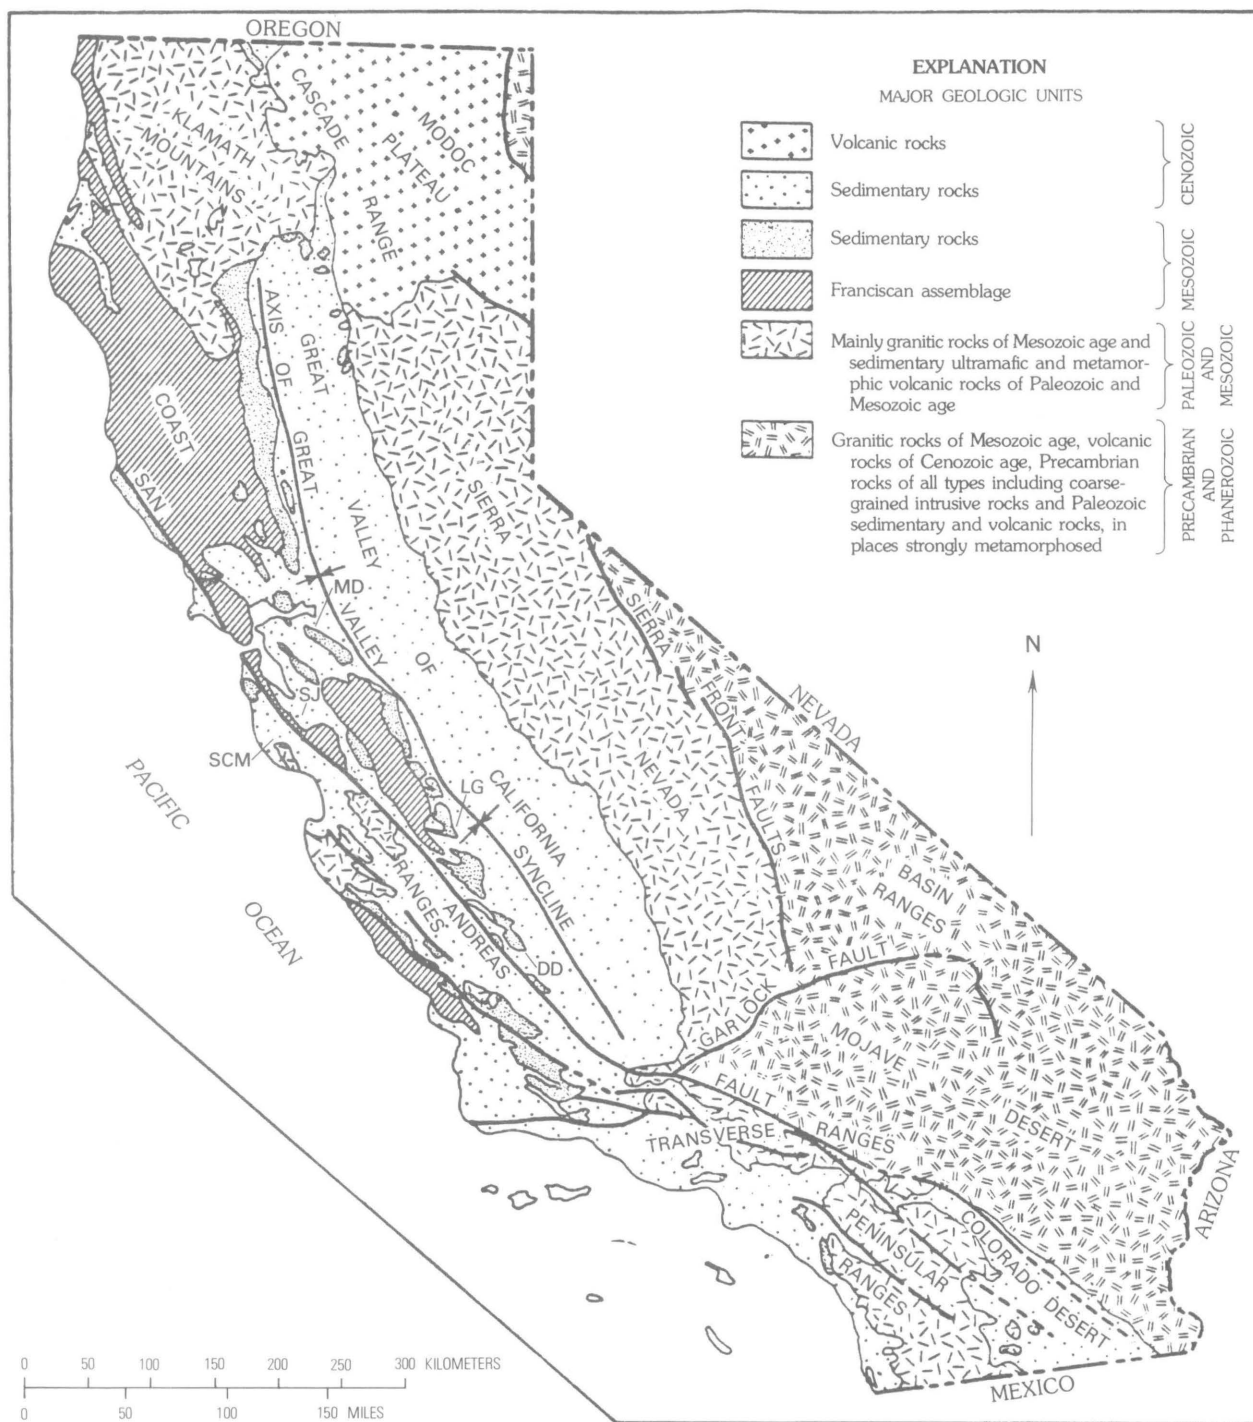 OREGON
EXPLANATION
MAJOR GEOLOGIC UNITS
Volcanic rocks
Sedimentary rocks
CENOZOIC
Sedimentary rocks
Franciscan assemblage
MESOZOIC
Mainly granitic rocks of Mesozoic age and
sedimentary ultramafic and metamor-
phic volcanic rocks of Paleozoic and
Mesozoic age
PALEOZOIC
AND
MESOZOIC
Granitic rocks of Mesozoic age, volcanic
rocks of Cenozoic age, Precambrian
rocks of all types including coarse-
grained intrusive rocks and Paleozoic
sedimentary and volcanic rocks, in
places strongly metamorphosed
PRECAMBRIAN
AND
PHANEROZOIC
KLAMATH
MOUNTAINS
CASCADE
RANGE
MODOC
PLATEAU
COAST
RANGES
GREAT
VALLEY
OF
CALIFORNIA
AXIS OF
GREAT
VALLEY
SYNCLINE
SIERRA
NEVADA
SIERRA
FRONT
FAULTS
NEVADA
N
SAN
ANDREAS
FAULT
MD
SJ
SCM
LG
DD
PACIFIC
OCEAN
BASIN
RANGES
GARLOCK
FAULT
MOJAVE
DESERT
TRANSVERSE
RANGES
PENINSULAR
RANGES
COLORADO DESERT
ARIZONA
MEXICO
0 50 100 150 200 250 300 KILOMETERS
0 50 100 150 MILES